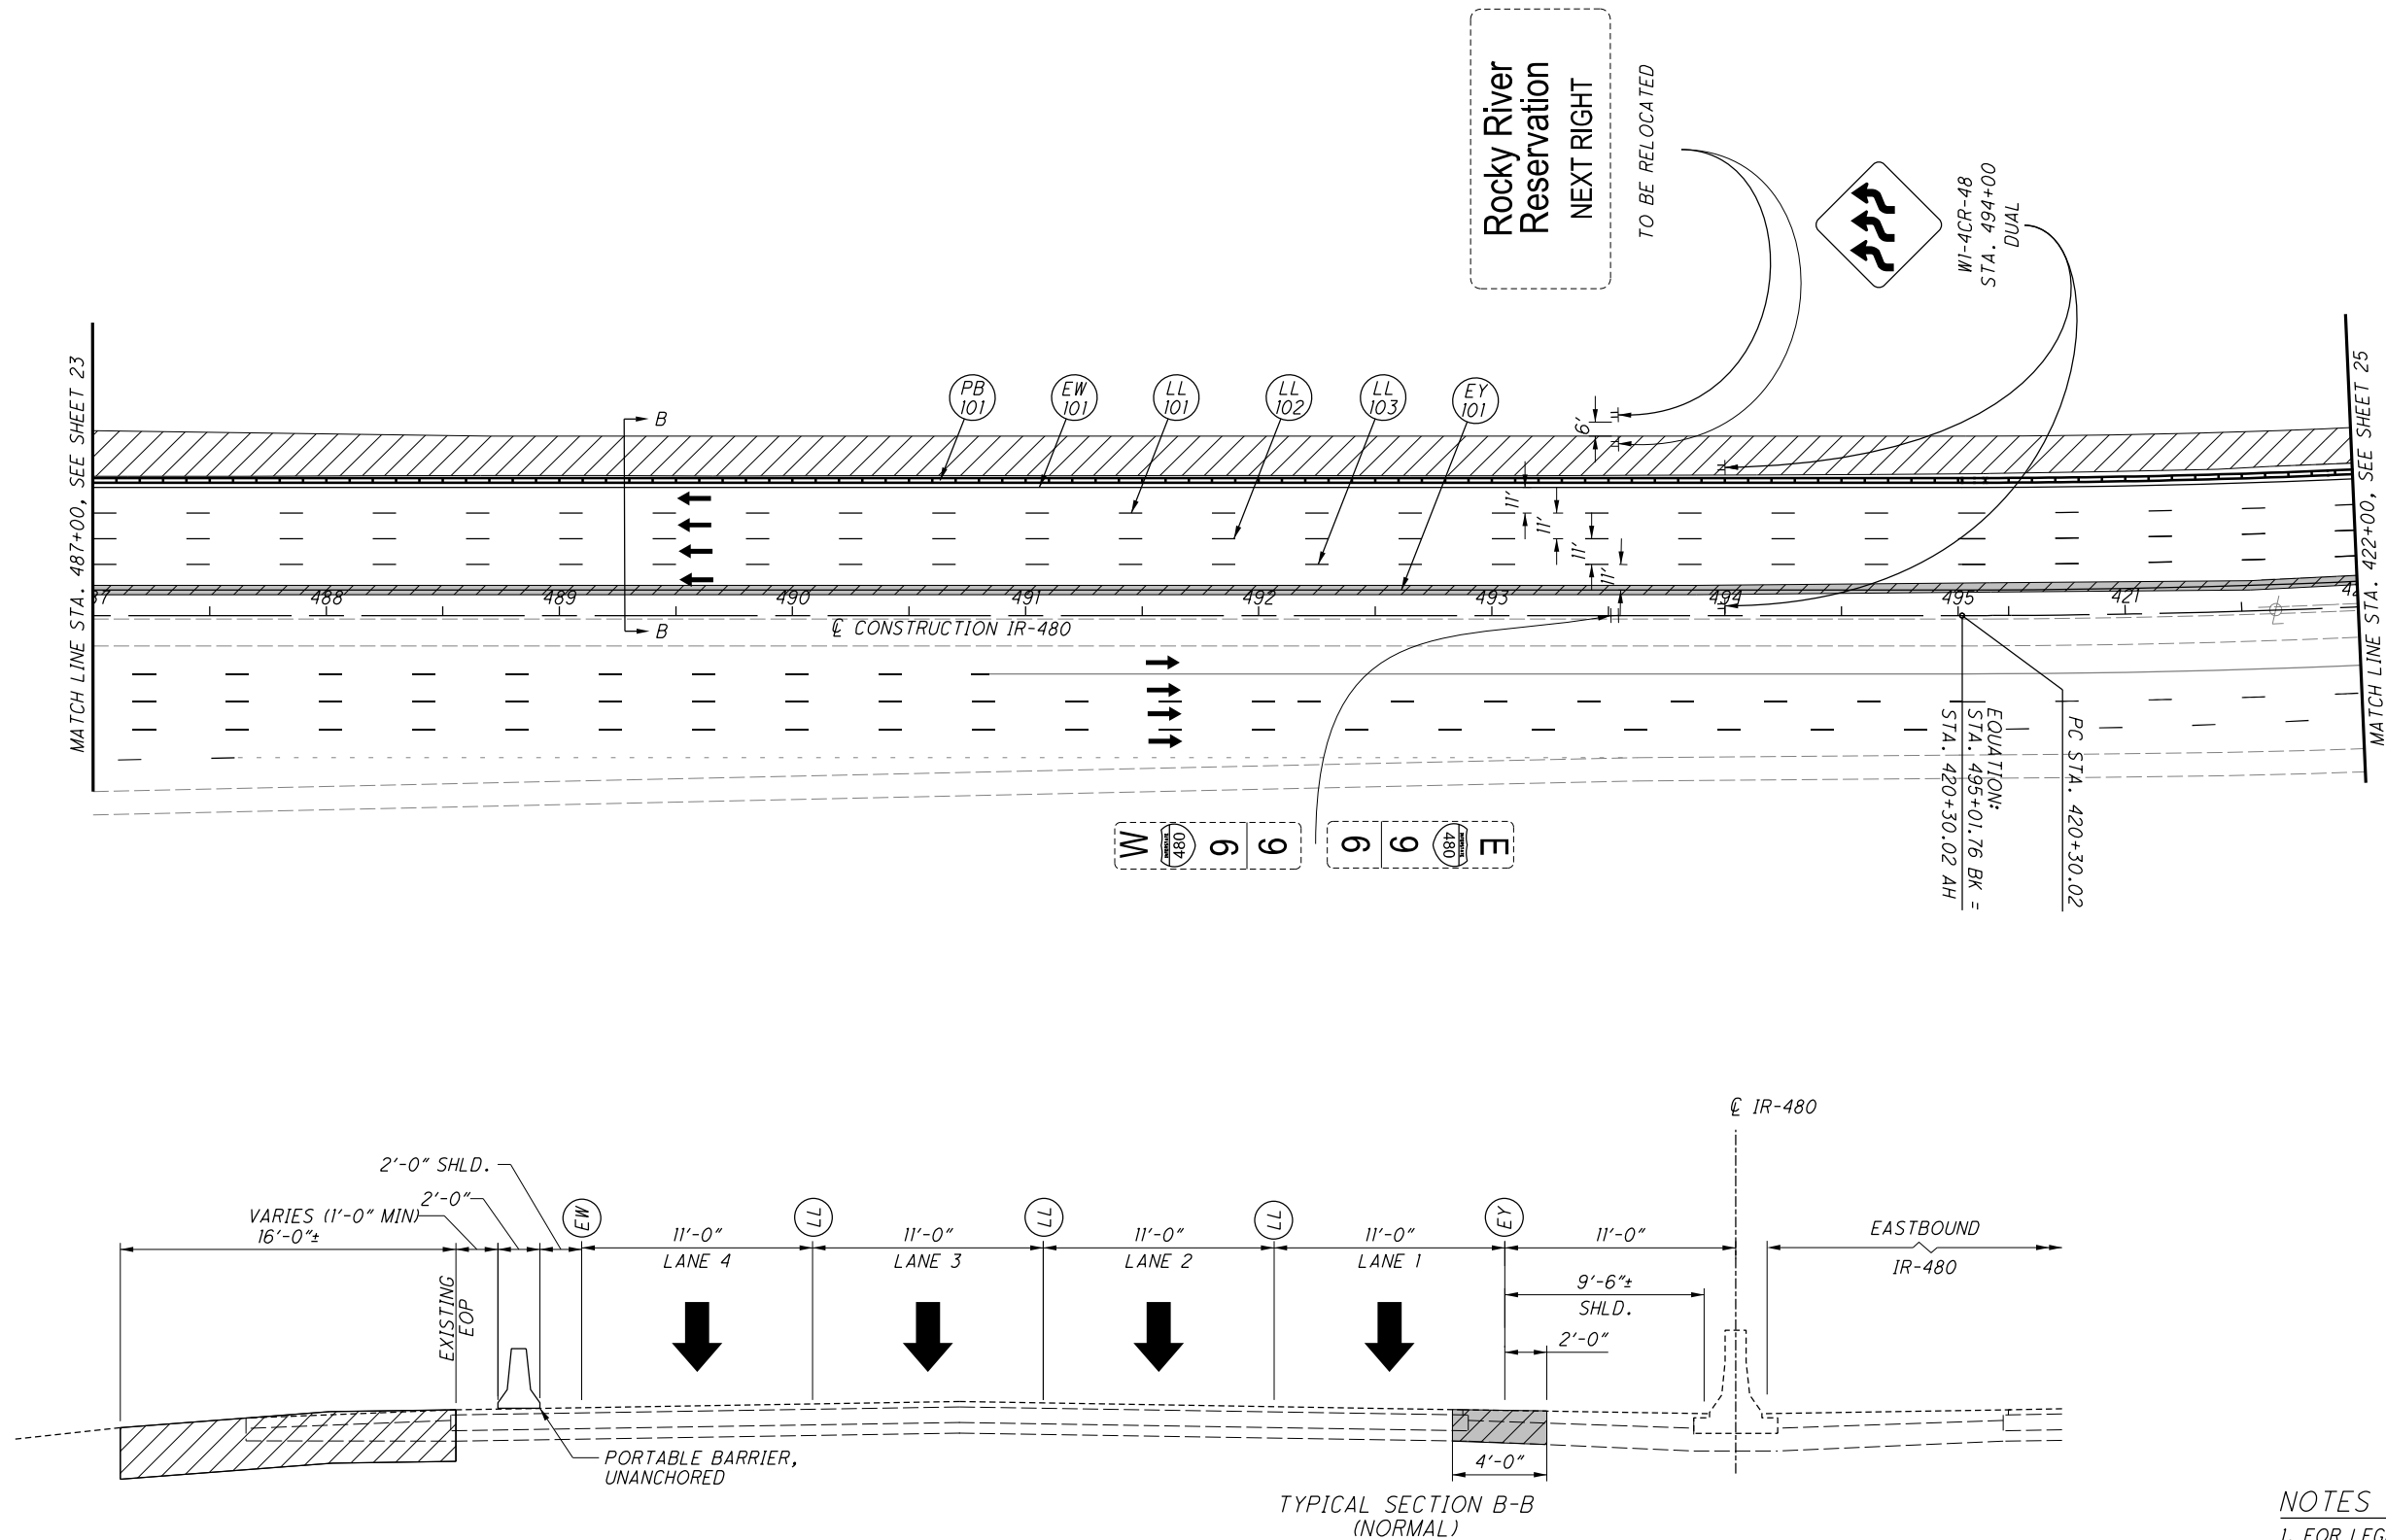 Rocky River
Reservation
NEXT RIGHT
TO BE RELOCATED
W1-4CR-48
STA. 494+00
DUAL
MATCH LINE STA. 487+00, SEE SHEET 23
MATCH LINE STA. 422+00, SEE SHEET 25
B
PB
101
EW
101
LL
101
LL
102
LL
103
EY
101
6'
11'
11'
11'
11'
488
489
490
491
492
493
494
495
421
B
℄ CONSTRUCTION IR-480
EQUATION:
STA. 495+01.76 BK =
STA. 420+30.02 AH
PC STA. 420+30.02
W
480
9
9
E
480
9
9
℄ IR-480
2'-0" SHLD.
2'-0"
VARIES (1'-0" MIN)
16'-0"±
EXISTING
EOP
EW
11'-0"
LANE 4
LL
11'-0"
LANE 3
LL
11'-0"
LANE 2
LL
11'-0"
LANE 1
EY
11'-0"
9'-6"±
SHLD.
2'-0"
EASTBOUND
IR-480
PORTABLE BARRIER,
UNANCHORED
4'-0"
TYPICAL SECTION B-B
(NORMAL)
NOTES
1. FOR